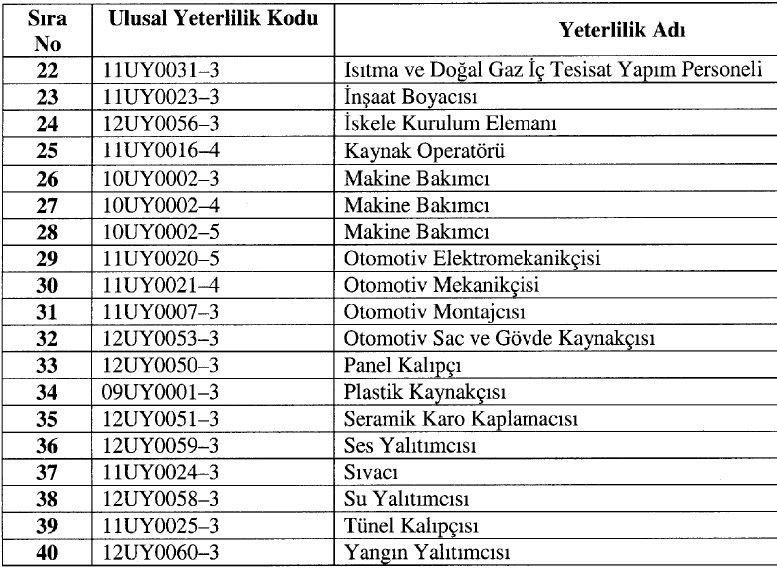 Sıra No Ulusal Yeterlilik Kodu Yeterlilik Adı
22 11UY0031–3 Isıtma ve Doğal Gaz İç Tesisat Yapım Personeli
23 11UY0023–3 İnşaat Boyacısı
24 12UY0056–3 İskele Kurulum Elemanı
25 11UY0016–4 Kaynak Operatörü
26 10UY0002–3 Makine Bakımcı
27 10UY0002–4 Makine Bakımcı
28 10UY0002–5 Makine Bakımcı
29 11UY0020–5 Otomotiv Elektromekanikçisi
30 11UY0021–4 Otomotiv Mekanikçisi
31 11UY0007–3 Otomotiv Montajcısı
32 12UY0053–3 Otomotiv Sac ve Gövde Kaynakçısı
33 12UY0050–3 Panel Kalıpçı
34 09UY0001–3 Plastik Kaynakçısı
35 12UY0051–3 Seramik Karo Kaplamacısı
36 12UY0059–3 Ses Yalıtımcısı
37 11UY0024–3 Sıvacı
38 12UY0058–3 Su Yalıtımcısı
39 11UY0025–3 Tünel Kalıpçısı
40 12UY0060–3 Yangın Yalıtımcısı